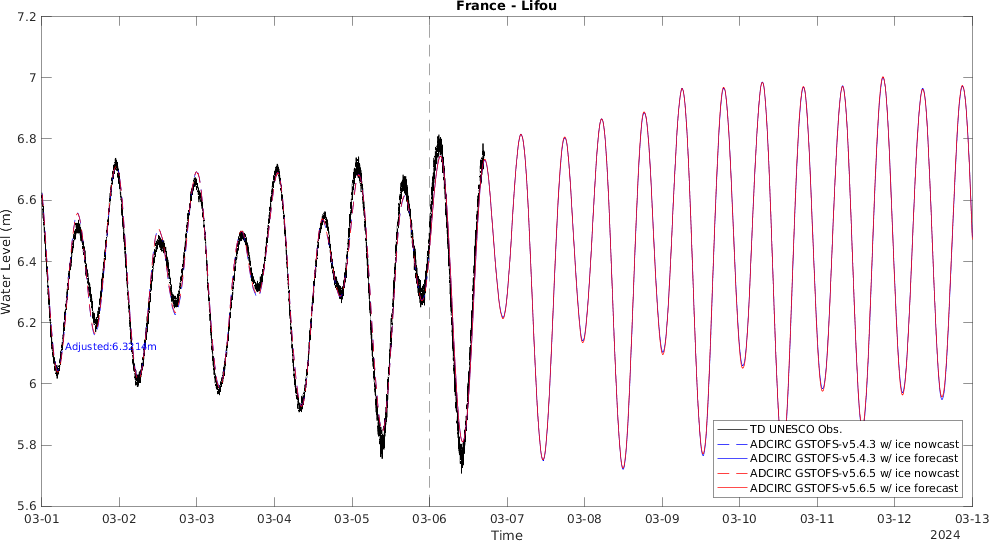 France - Lifou
7.2
7
6.8
6.6
6.4
6.2
6
5.8
5.6
Water Level (m)
Adjusted:6.3214m
TD UNESCO Obs.
ADCIRC GSTOFS-v5.4.3 w/ ice nowcast
ADCIRC GSTOFS-v5.4.3 w/ ice forecast
ADCIRC GSTOFS-v5.6.5 w/ ice nowcast
ADCIRC GSTOFS-v5.6.5 w/ ice forecast
03-01 03-02 03-03 03-04 03-05 03-06 03-07 03-08 03-09 03-10 03-11 03-12 03-13
Time
2024